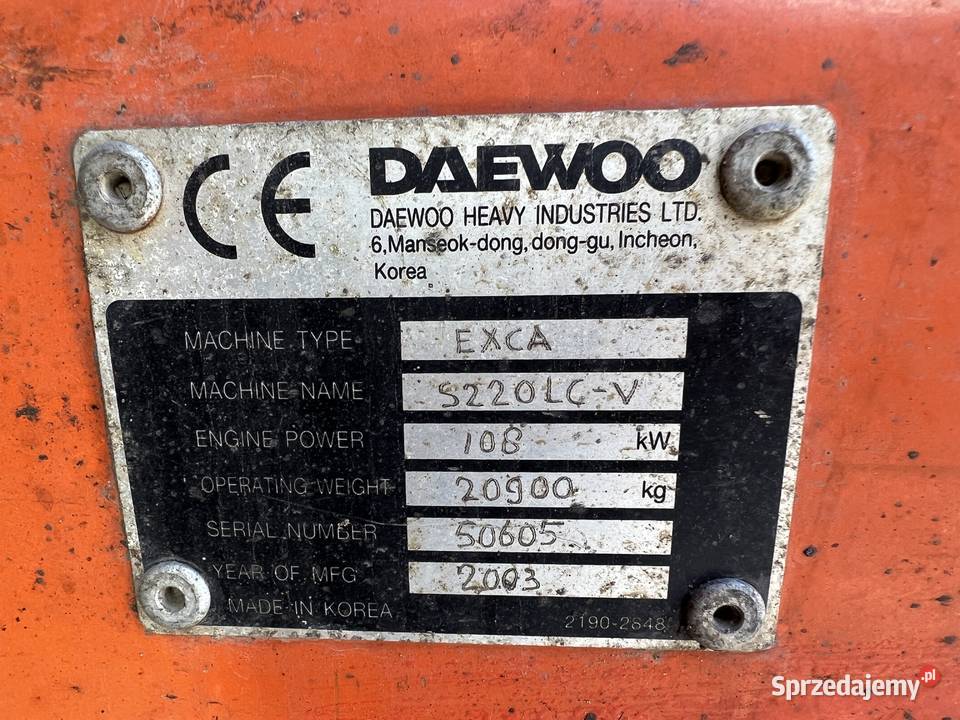 CE DAEWOO
DAEWOO HEAVY INDUSTRIES LTD.
6,Manseok-dong, dong-gu, Incheon,
Korea
MACHINE TYPE EXCA
MACHINE NAME S220LC-V
ENGINE POWER 108 kW
OPERATING WEIGHT 20900 kg
SERIAL NUMBER 50605
YEAR OF MFG 2003
MADE IN KOREA
2190-2848
Sprzedajemy.pl